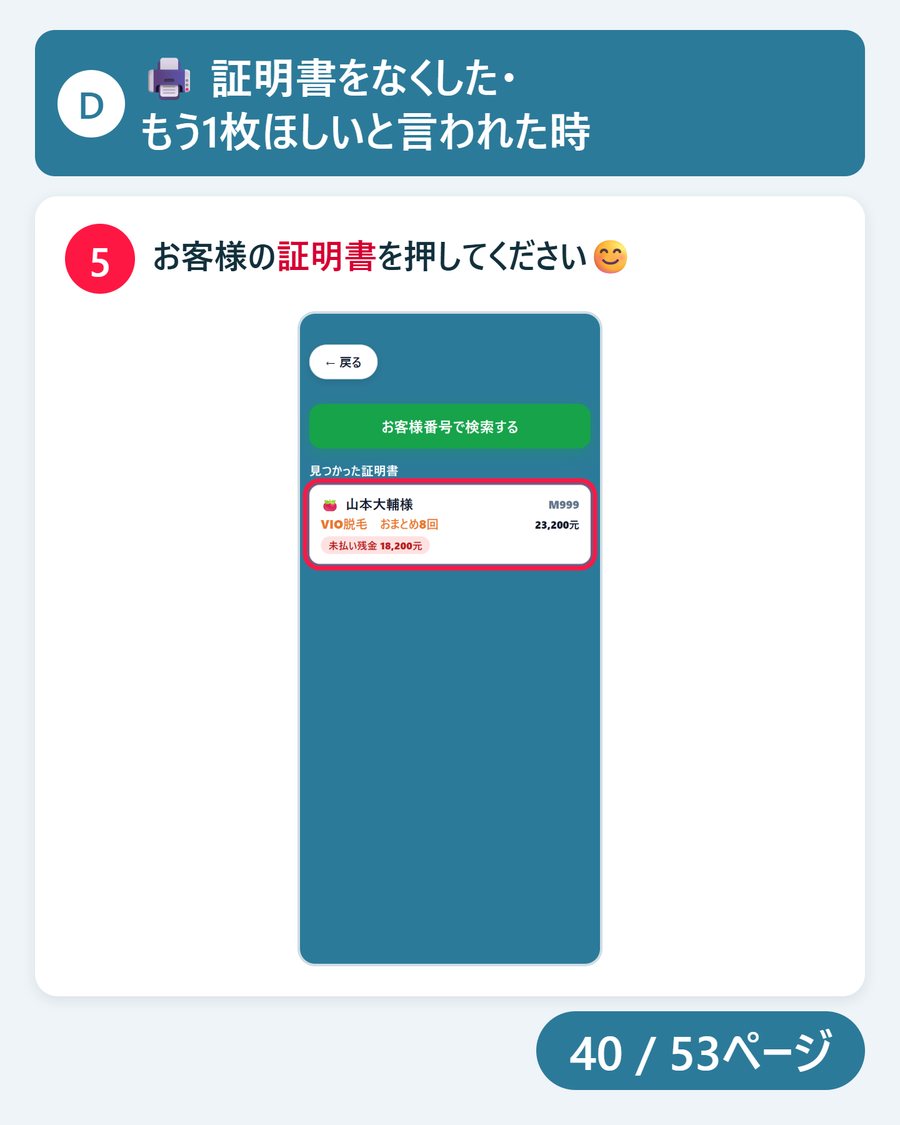 D
証明書をなくした・
もう1枚ほしいと言われた時
5
お客様の証明書を押してください
← 戻る
お客様番号で検索する
見つかった証明書
山本大輔様 M999
VIO脱毛　おまとめ8回 23,200元
未払い残金 18,200元
40 / 53ページ